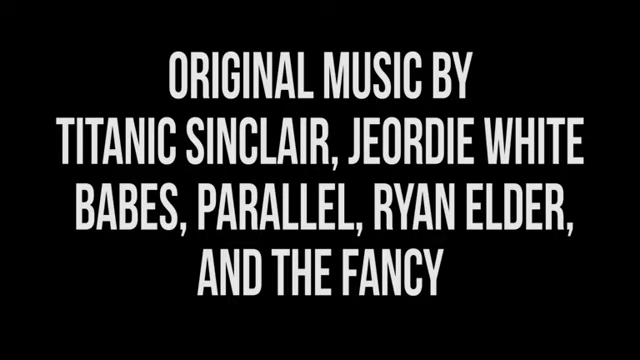 ORIGINAL MUSIC BY
TITANIC SINCLAIR, JEORDIE WHITE
BABES, PARALLEL, RYAN ELDER,
AND THE FANCY